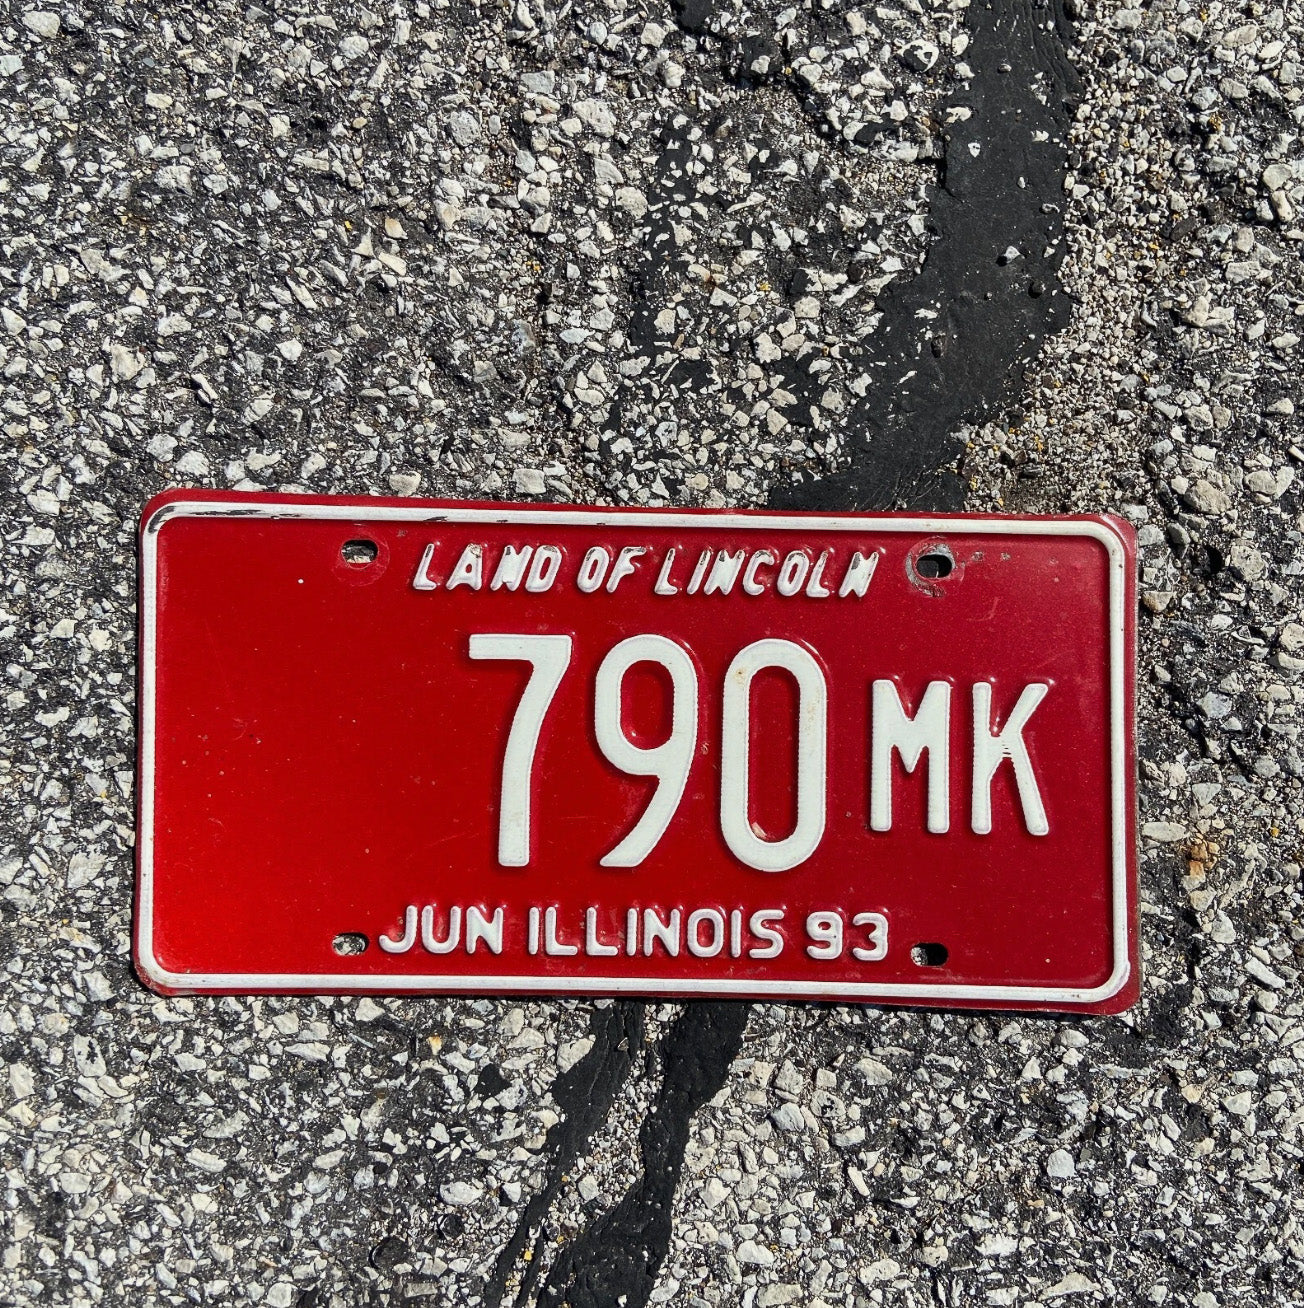 LAND OF LINCOLN
790 MK
JUN ILLINOIS 93